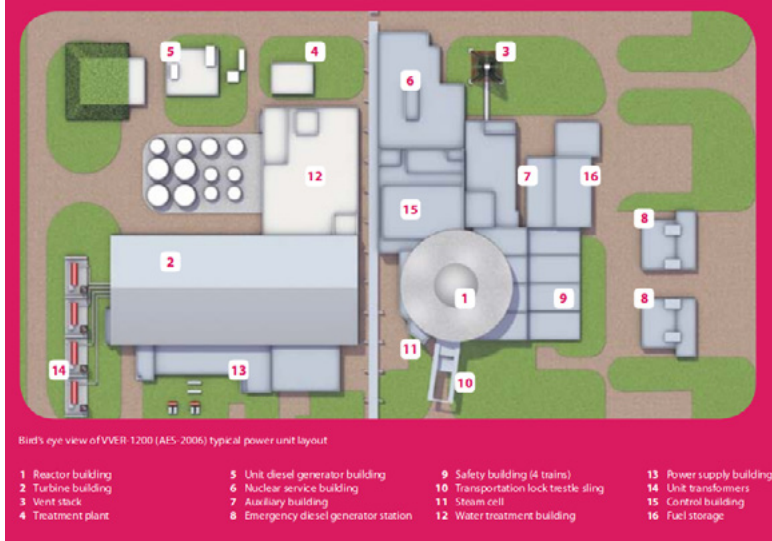 5
4
3
6
12
7
16
15
8
2
1
9
8
11
14
13
10
Bird's eye view of VVER-1200 (AES-2006) typical power unit layout
1 Reactor building
2 Turbine building
3 Vent stack
4 Treatment plant
5 Unit diesel generator building
6 Nuclear service building
7 Auxiliary building
8 Emergency diesel generator station
9 Safety building (4 trains)
10 Transportation lock trestle sling
11 Steam cell
12 Water treatment building
13 Power supply building
14 Unit transformers
15 Control building
16 Fuel storage